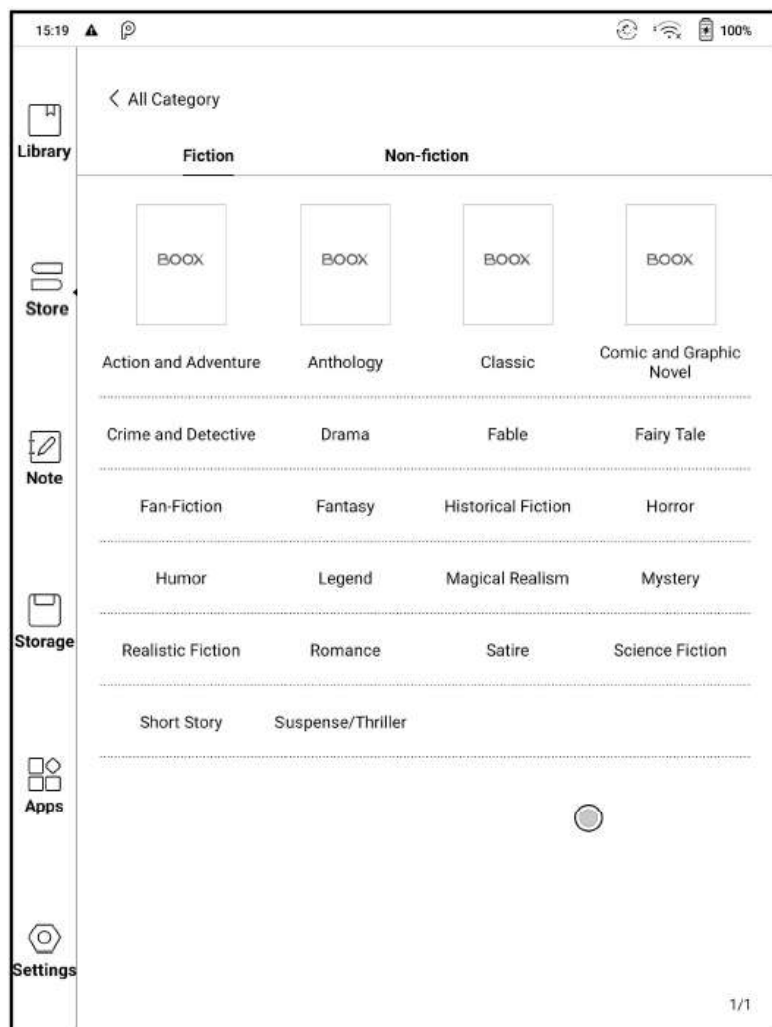 15:19
100%
All Category
Library
Fiction
Non-fiction
BOOX
BOOX
BOOX
BOOX
Store
Action and Adventure
Anthology
Classic
Comic and Graphic
Novel
Crime and Detective
Drama
Fable
Fairy Tale
Note
Fan-Fiction
Fantasy
Historical Fiction
Horror
Humor
Legend
Magical Realism
Mystery
Storage
Realistic Fiction
Romance
Satire
Science Fiction
Short Story
Suspense/Thriller
Apps
Settings
1/1